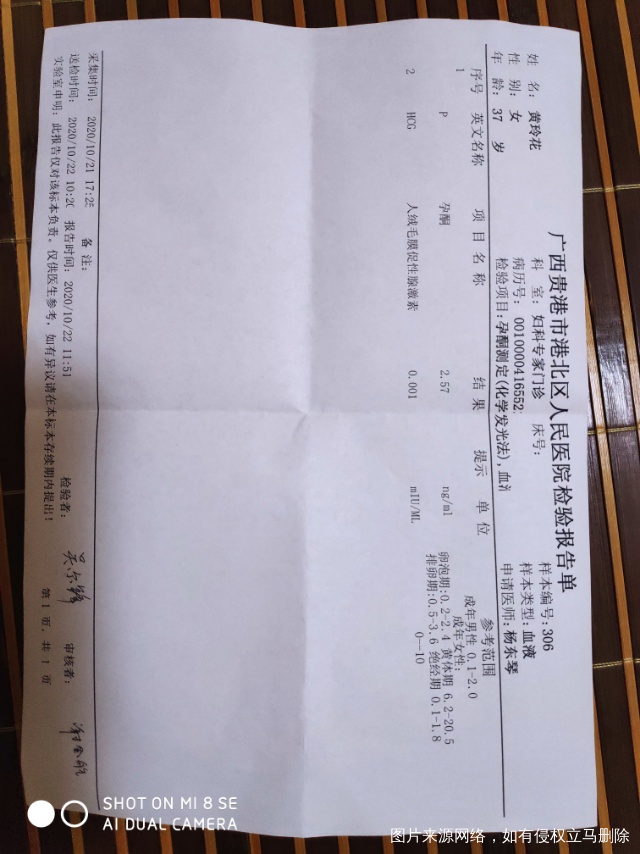 广西贵港市港北区人民医院检验报告单
姓 名: 黄玲花 科 室: 妇科专家门诊 床号: 样本编号: 306
性 别: 女 病历号: 0010000416552 样本类型: 血液
年 龄: 37 岁 检验项目: 孕酮测定(化学发光法), 血 申请医师: 杨东琴
序号 英文名称 项 目 名 称 结 果 提示 单 位 参考范围
1 P 孕酮 2.57 ng/ml 成年男性 0.1-2.0
成年女性:
卵泡期:0.2-2.4 黄体期 6.2-20.5
排卵期:0.5-3.6 绝经期 0.1-1.8
2 HCG 人绒毛膜促性腺激素 0.001 mIU/ML 0--10
采集时间: 2020/10/21 17:25 备 注:
送检时间: 2020/10/22 10:20 报告时间: 2020/10/22 11:51 检验者: 审核者:
实验室申明: 此报告仅对该标本负责, 仅供医生参考, 如有异议请在本标本存续期内提出! 第 1 页, 共 1 页
SHOT ON MI 8 SE
AI DUAL CAMERA
图片来源网络，如有侵权立马删除